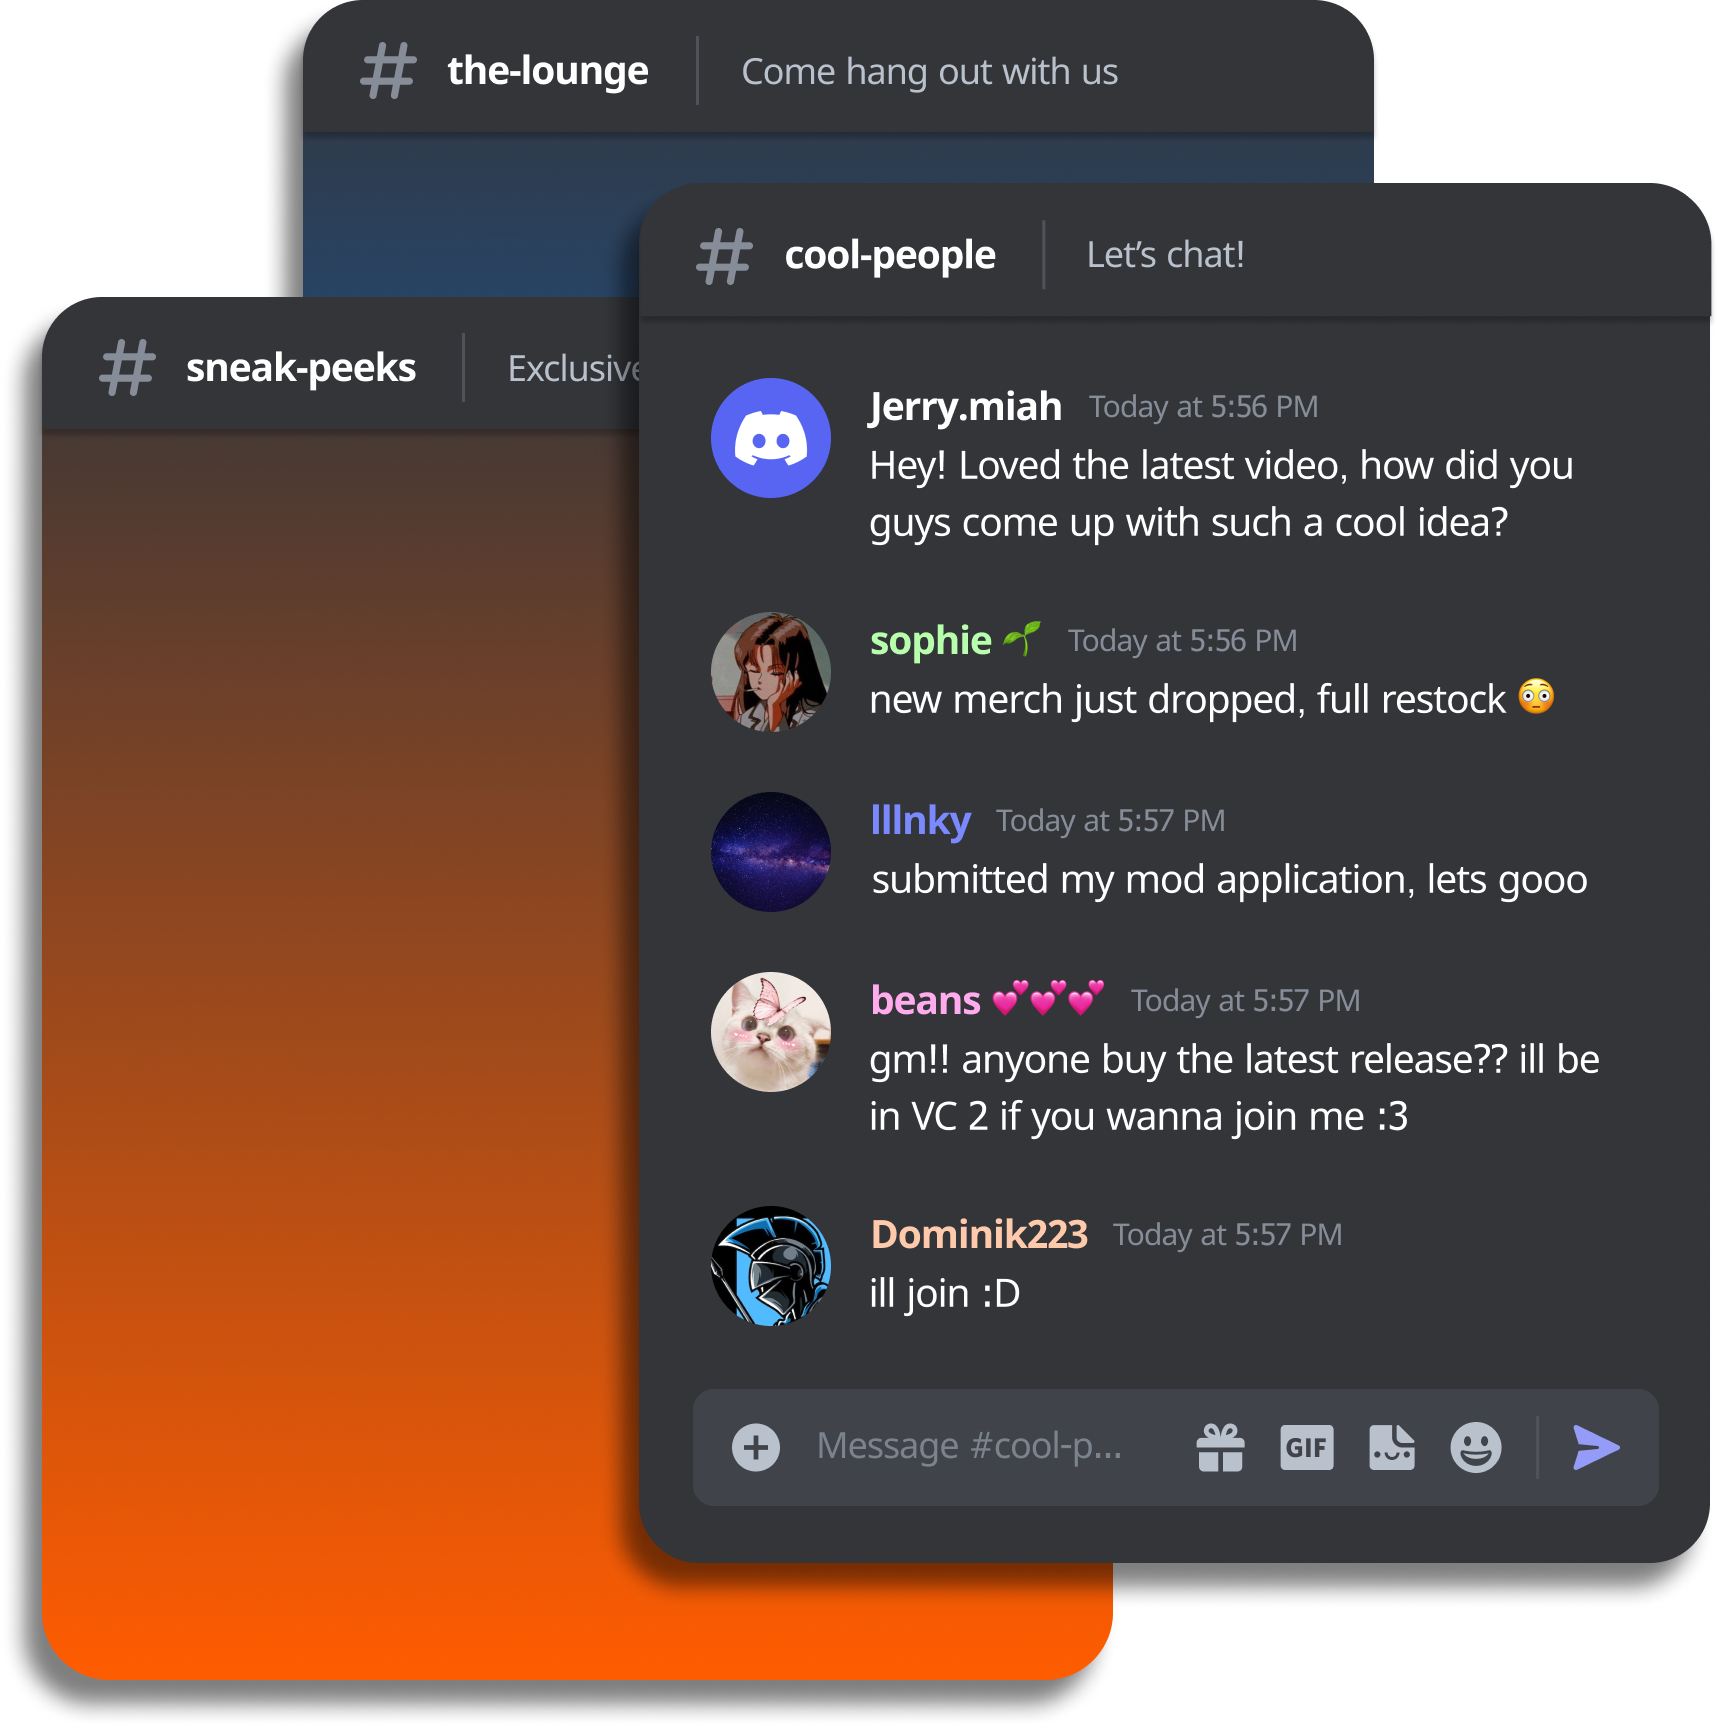 # the-lounge Come hang out with us
# cool-people Let's chat!
# sneak-peeks Exclusive
Jerry.miah Today at 5:56 PM
Hey! Loved the latest video, how did you
guys come up with such a cool idea?
sophie 🌱 Today at 5:56 PM
new merch just dropped, full restock 😳
lllnky Today at 5:57 PM
submitted my mod application, lets gooo
beans 💕💕💕 Today at 5:57 PM
gm!! anyone buy the latest release?? ill be
in VC 2 if you wanna join me :3
Dominik223 Today at 5:57 PM
ill join :D
Message #cool-p... GIF